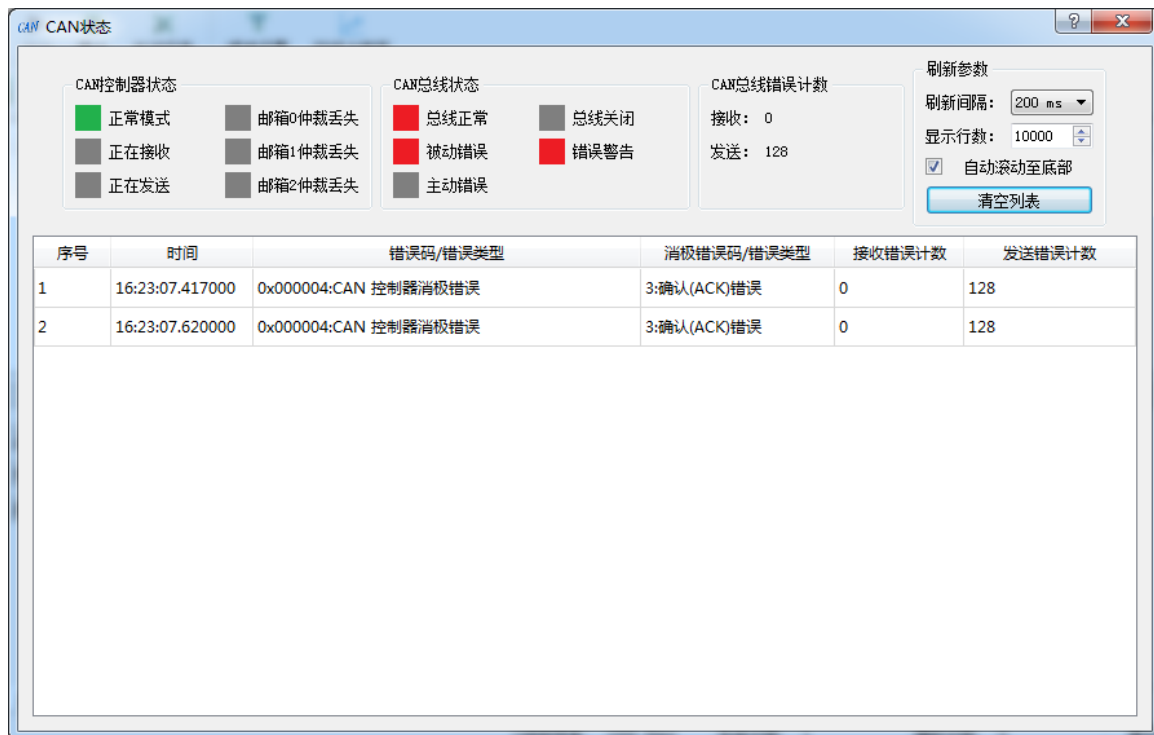 CAN CAN状态
CAN控制器状态
正常模式 邮箱0仲裁丢失
正在接收 邮箱1仲裁丢失
正在发送 邮箱2仲裁丢失
CAN总线状态
总线正常 总线关闭
被动错误 错误警告
主动错误
CAN总线错误计数
接收: 0
发送: 128
刷新参数
刷新间隔: 200 ms
显示行数: 10000
自动滚动至底部
清空列表
序号 时间 错误码/错误类型 消极错误码/错误类型 接收错误计数 发送错误计数
1 16:23:07.417000 0x000004:CAN 控制器消极错误 3:确认(ACK)错误 0 128
2 16:23:07.620000 0x000004:CAN 控制器消极错误 3:确认(ACK)错误 0 128